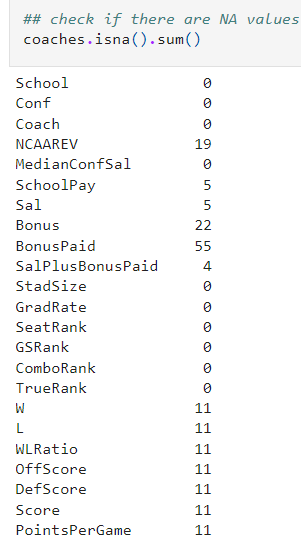 ## check if there are NA values
coaches.isna().sum()
School 0
Conf 0
Coach 0
NCAAREV 19
MedianConfSal 0
SchoolPay 5
Sal 5
Bonus 22
BonusPaid 55
SalPlusBonusPaid 4
StadSize 0
GradRate 0
SeatRank 0
GSRank 0
ComboRank 0
TrueRank 0
W 11
L 11
WLRatio 11
OffScore 11
DefScore 11
Score 11
PointsPerGame 11